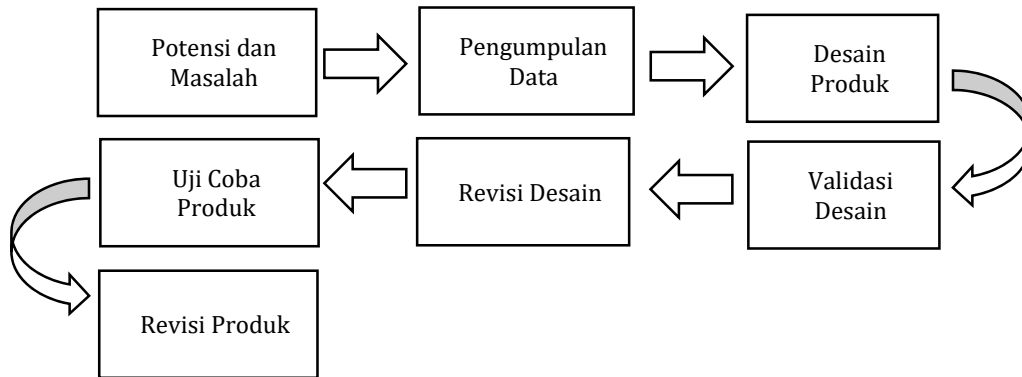 Potensi dan
Masalah
Pengumpulan
Data
Desain
Produk
Validasi
Desain
Revisi Desain
Uji Coba
Produk
Revisi Produk